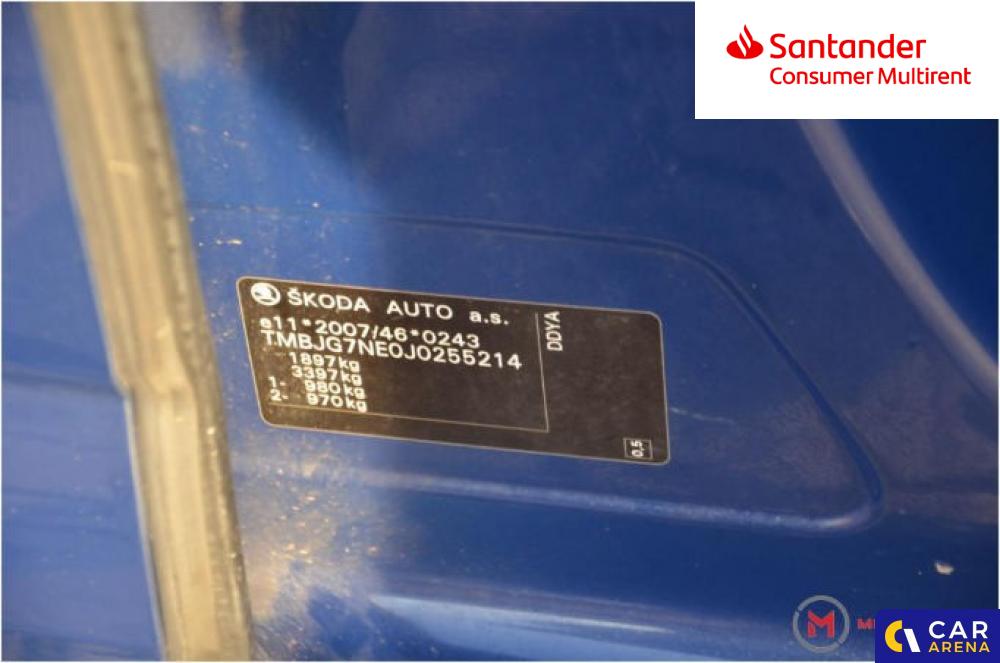 Santander
Consumer Multirent
ŠKODA AUTO a.s.
e11*2007/46*0243
TMBJG7NE0J0255214
1897kg
3397kg
1- 980kg
2- 970kg
DDYA
0.5
M
CAR
ARENA